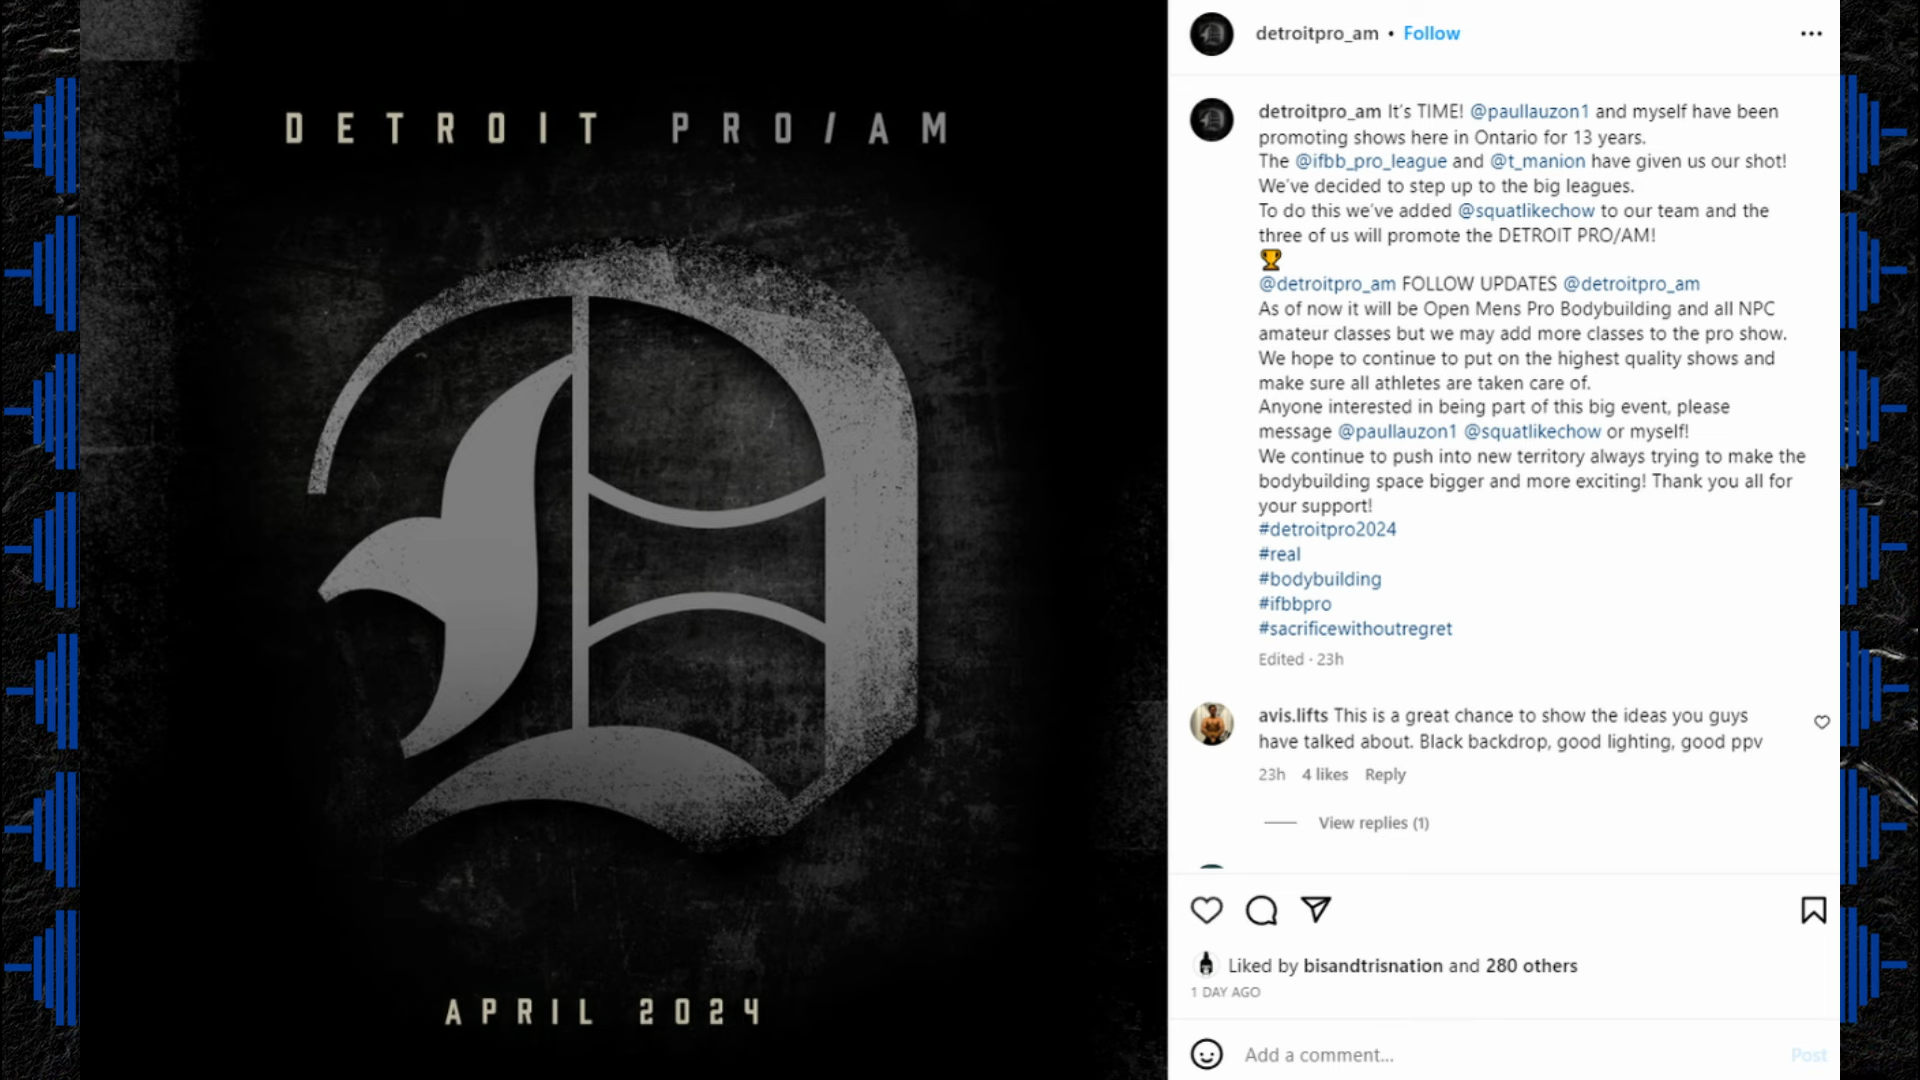 DETROIT PRO/AM
D
APRIL 2024
detroitpro_am • Follow
detroitpro_am It's TIME! @paullauzon1 and myself have been
promoting shows here in Ontario for 13 years.
The @ifbb_pro_league and @t_manion have given us our shot!
We've decided to step up to the big leagues.
To do this we've added @squatlikechow to our team and the
three of us will promote the DETROIT PRO/AM!
🏆
@detroitpro_am FOLLOW UPDATES @detroitpro_am
As of now it will be Open Mens Pro Bodybuilding and all NPC
amateur classes but we may add more classes to the pro show.
We hope to continue to put on the highest quality shows and
make sure all athletes are taken care of.
Anyone interested in being part of this big event, please
message @paullauzon1 @squatlikechow or myself!
We continue to push into new territory always trying to make the
bodybuilding space bigger and more exciting! Thank you all for
your support!
#detroitpro2024
#real
#bodybuilding
#ifbbpro
#sacrificewithoutregret
Edited · 23h
avis.lifts This is a great chance to show the ideas you guys
have talked about. Black backdrop, good lighting, good ppv
23h 4 likes Reply
View replies (1)
Liked by bisandtrisnation and 280 others
1 DAY AGO
Add a comment... Post